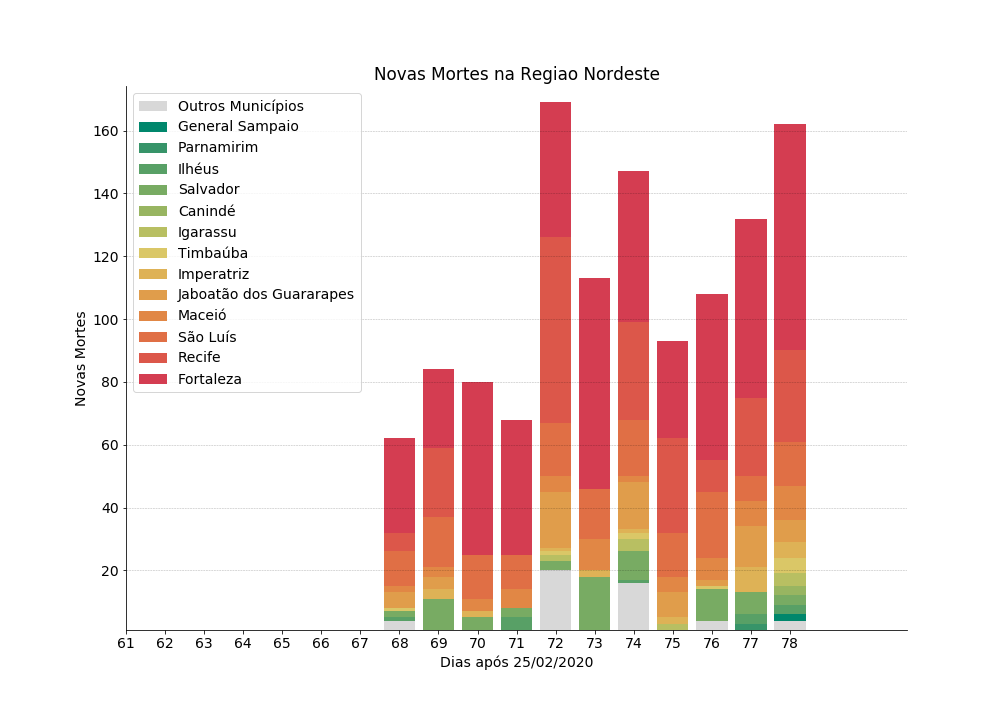 Novas Mortes na Regiao Nordeste
Outros Municípios
General Sampaio
Parnamirim
Ilhéus
Salvador
Canindé
Igarassu
Timbaúba
Imperatriz
Jaboatão dos Guararapes
Maceió
São Luís
Recife
Fortaleza
Novas Mortes
160
140
120
100
80
60
40
20
61 62 63 64 65 66 67 68 69 70 71 72 73 74 75 76 77 78
Dias após 25/02/2020